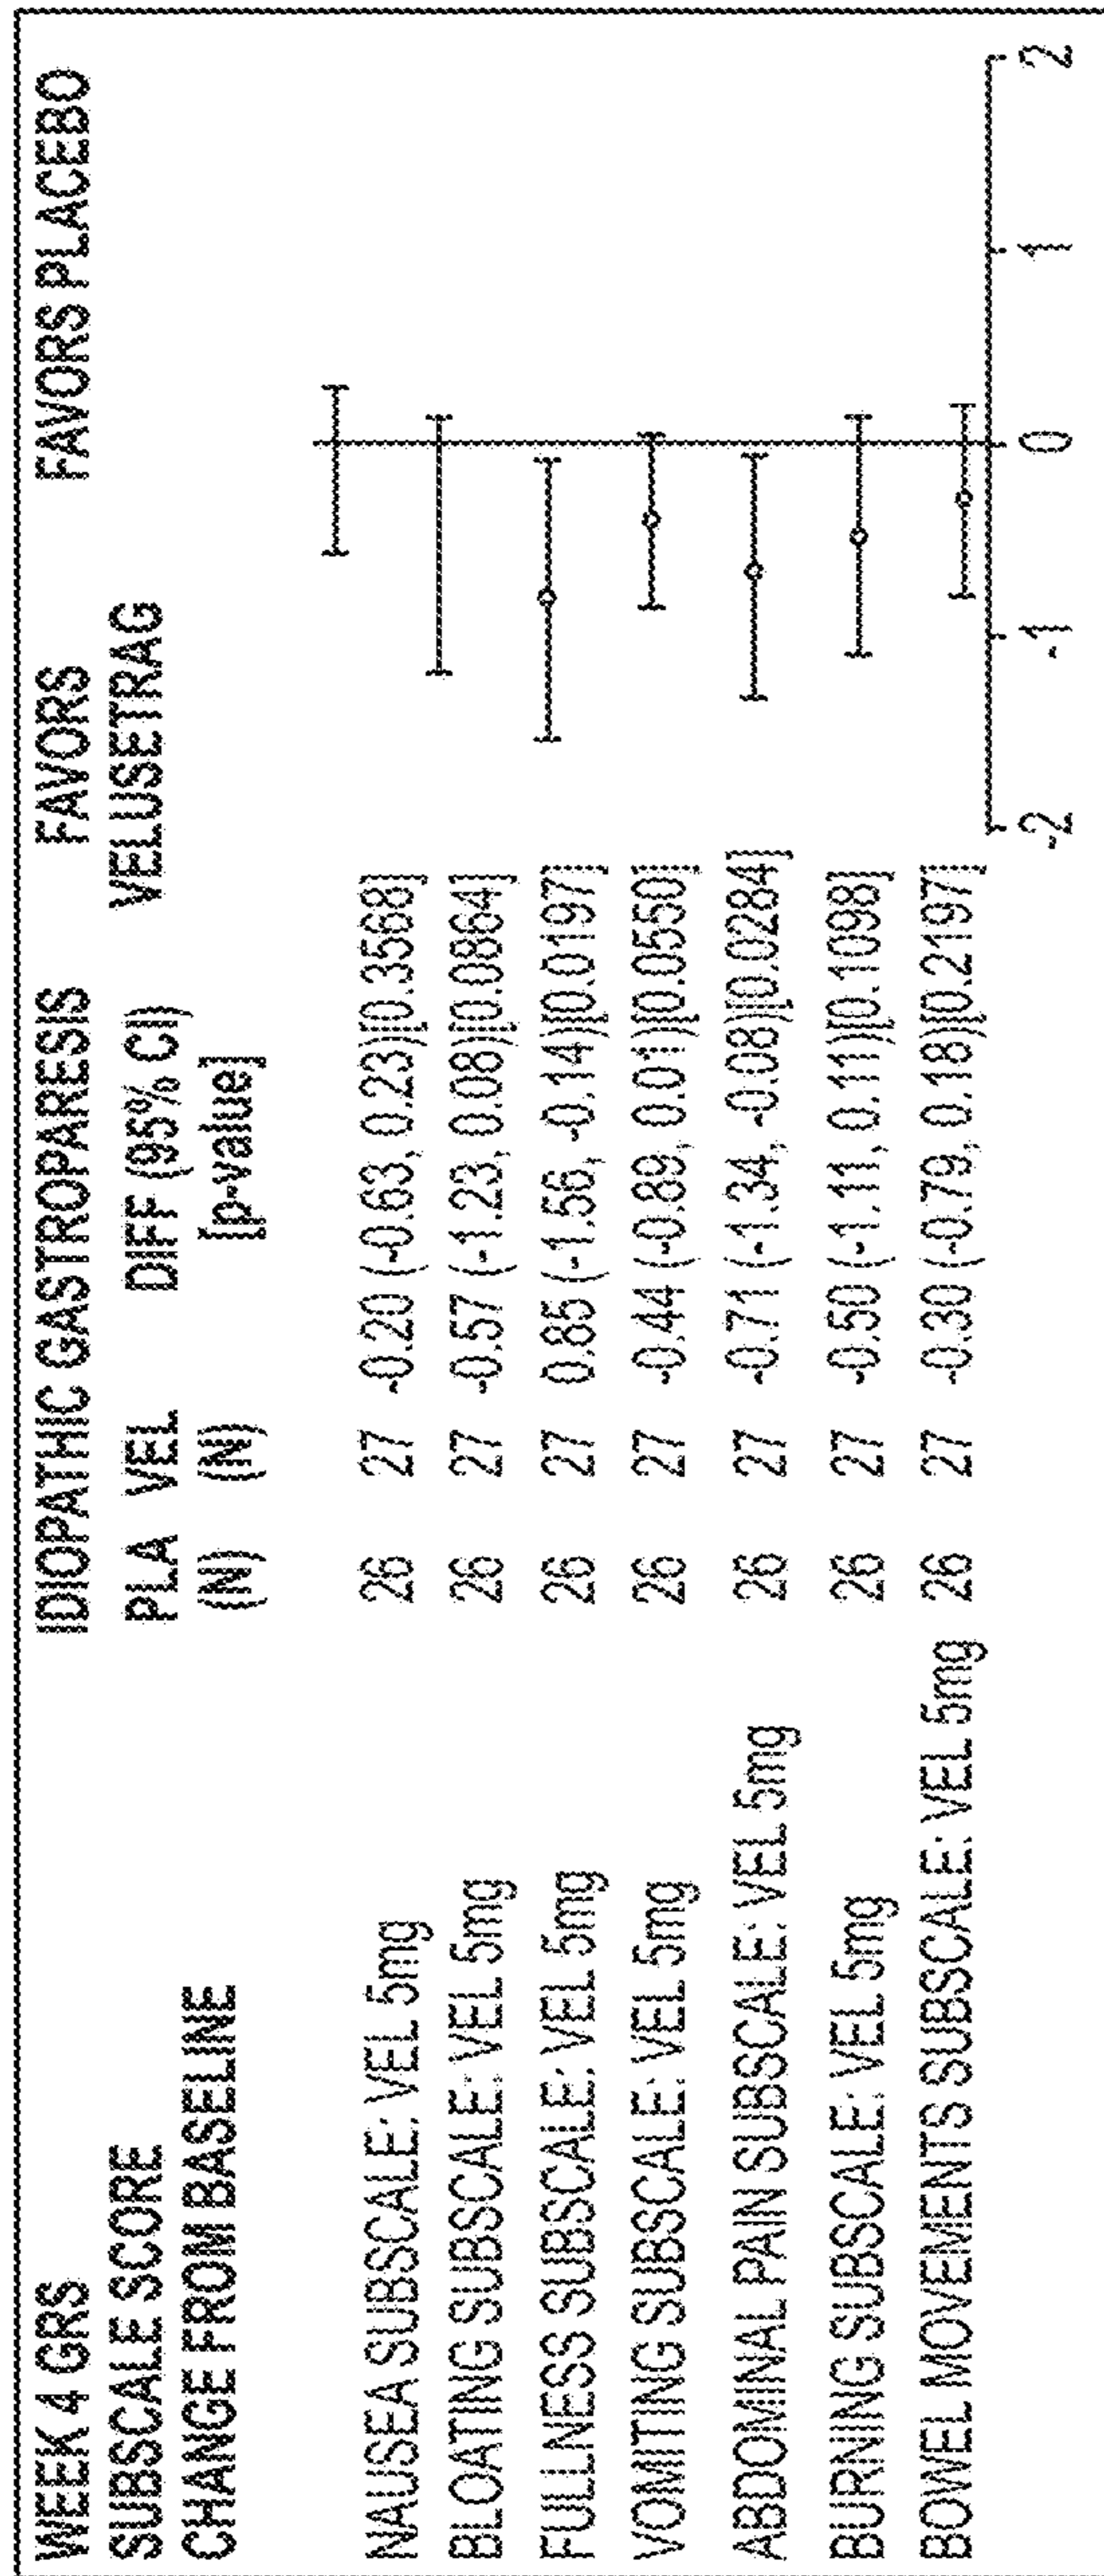 WEEK 4 GRS IDIOPATHIC GASTROPARESIS FAVORS FAVORS PLACEBO
SUBSCALE SCORE PLA VEL DIFF (95% CI) VELUSETRAG
CHANGE FROM BASELINE (N) (N) [p-value]
NAUSEA SUBSCALE: VEL 5mg 26 27 -0.20 (-0.63, 0.23)[0.3568]
BLOATING SUBSCALE: VEL 5mg 26 27 -0.57 (-1.23, 0.08)[0.0864]
FULLNESS SUBSCALE: VEL 5mg 26 27 0.85 (-1.56, -0.14)[0.0197]
VOMITING SUBSCALE: VEL 5mg 26 27 -0.44 (-0.89, 0.01)[0.0550]
ABDOMINAL PAIN SUBSCALE: VEL 5mg 26 27 -0.71 (-1.34, -0.08)[0.0284]
BURNING SUBSCALE: VEL 5mg 26 27 -0.50 (-1.11, 0.11)[0.1098]
BOWEL MOVEMENTS SUBSCALE: VEL 5mg 26 27 -0.30 (-0.79, 0.18)[0.2197]
-2 -1 0 1 2